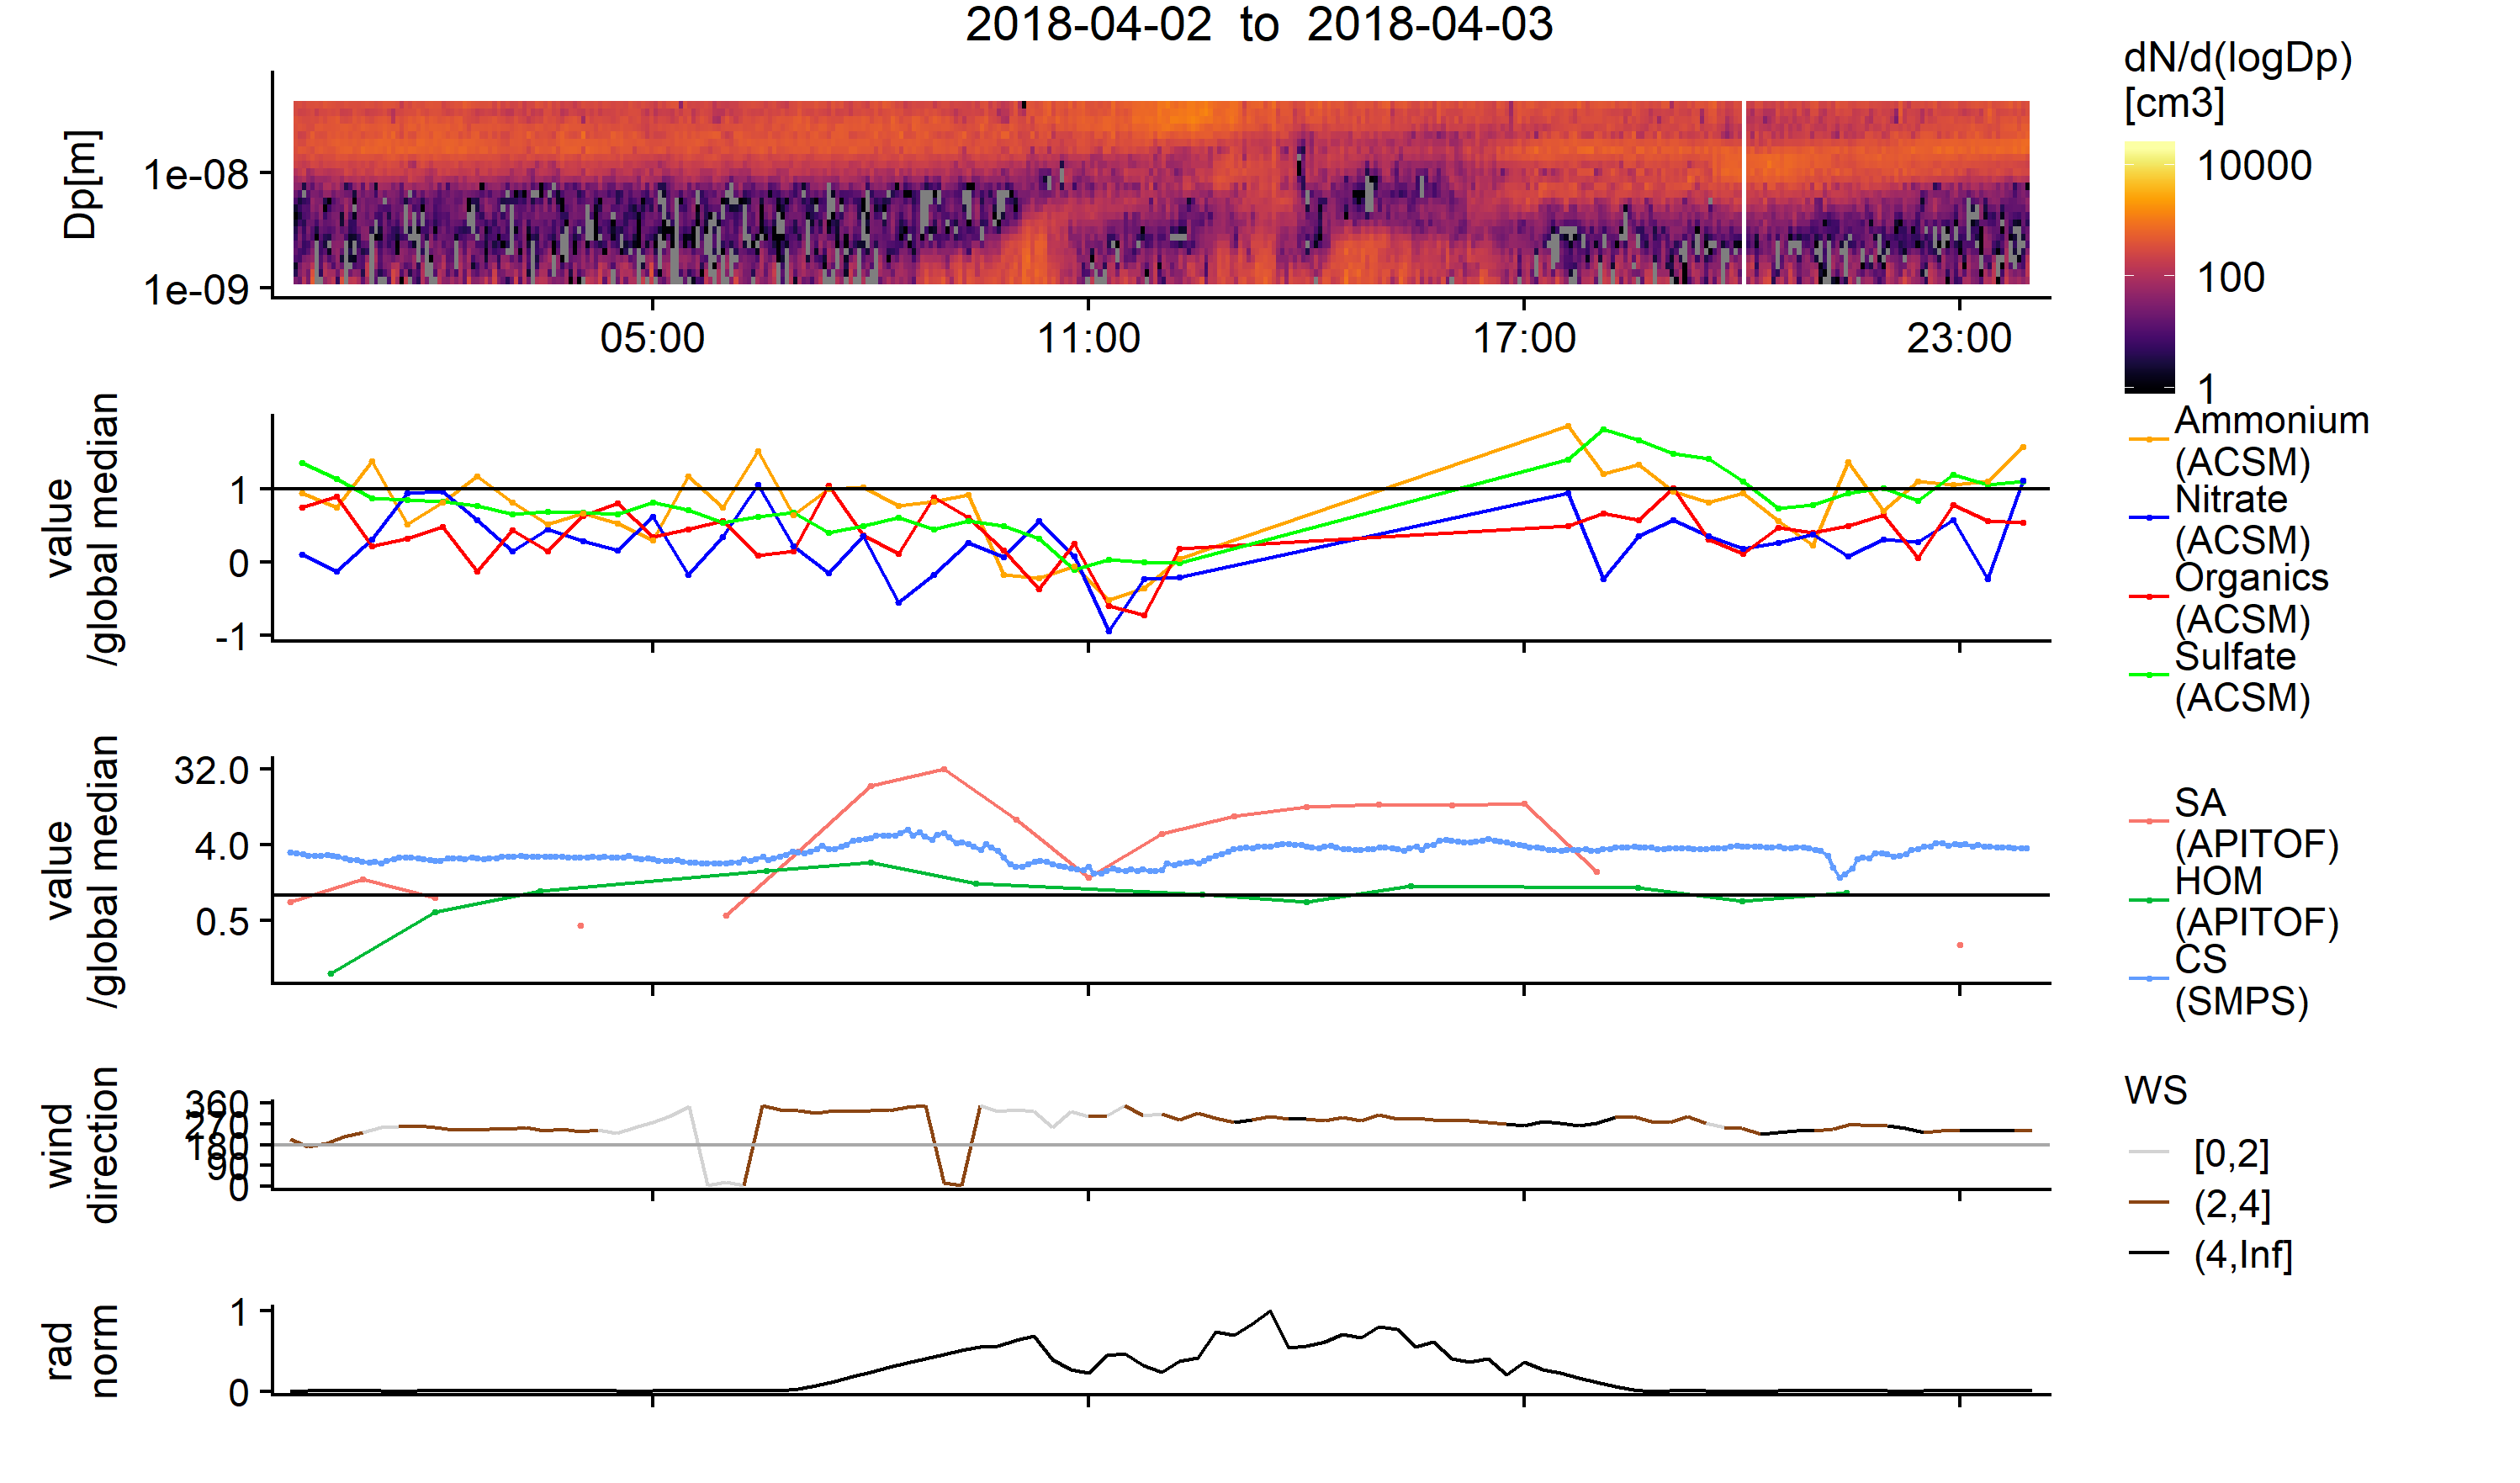 2018-04-02 to 2018-04-03
Dp[m]
1e-08
1e-09
05:00
11:00
17:00
23:00
dN/d(logDp)
[cm3]
10000
100
1
value
/global median
1
0
-1
Ammonium
(ACSM)
Nitrate
(ACSM)
Organics
(ACSM)
Sulfate
(ACSM)
value
/global median
32.0
4.0
0.5
SA
(APITOF)
HOM
(APITOF)
CS
(SMPS)
wind
direction
360
270
180
90
0
WS
[0,2]
(2,4]
(4,Inf]
rad
norm
1
0